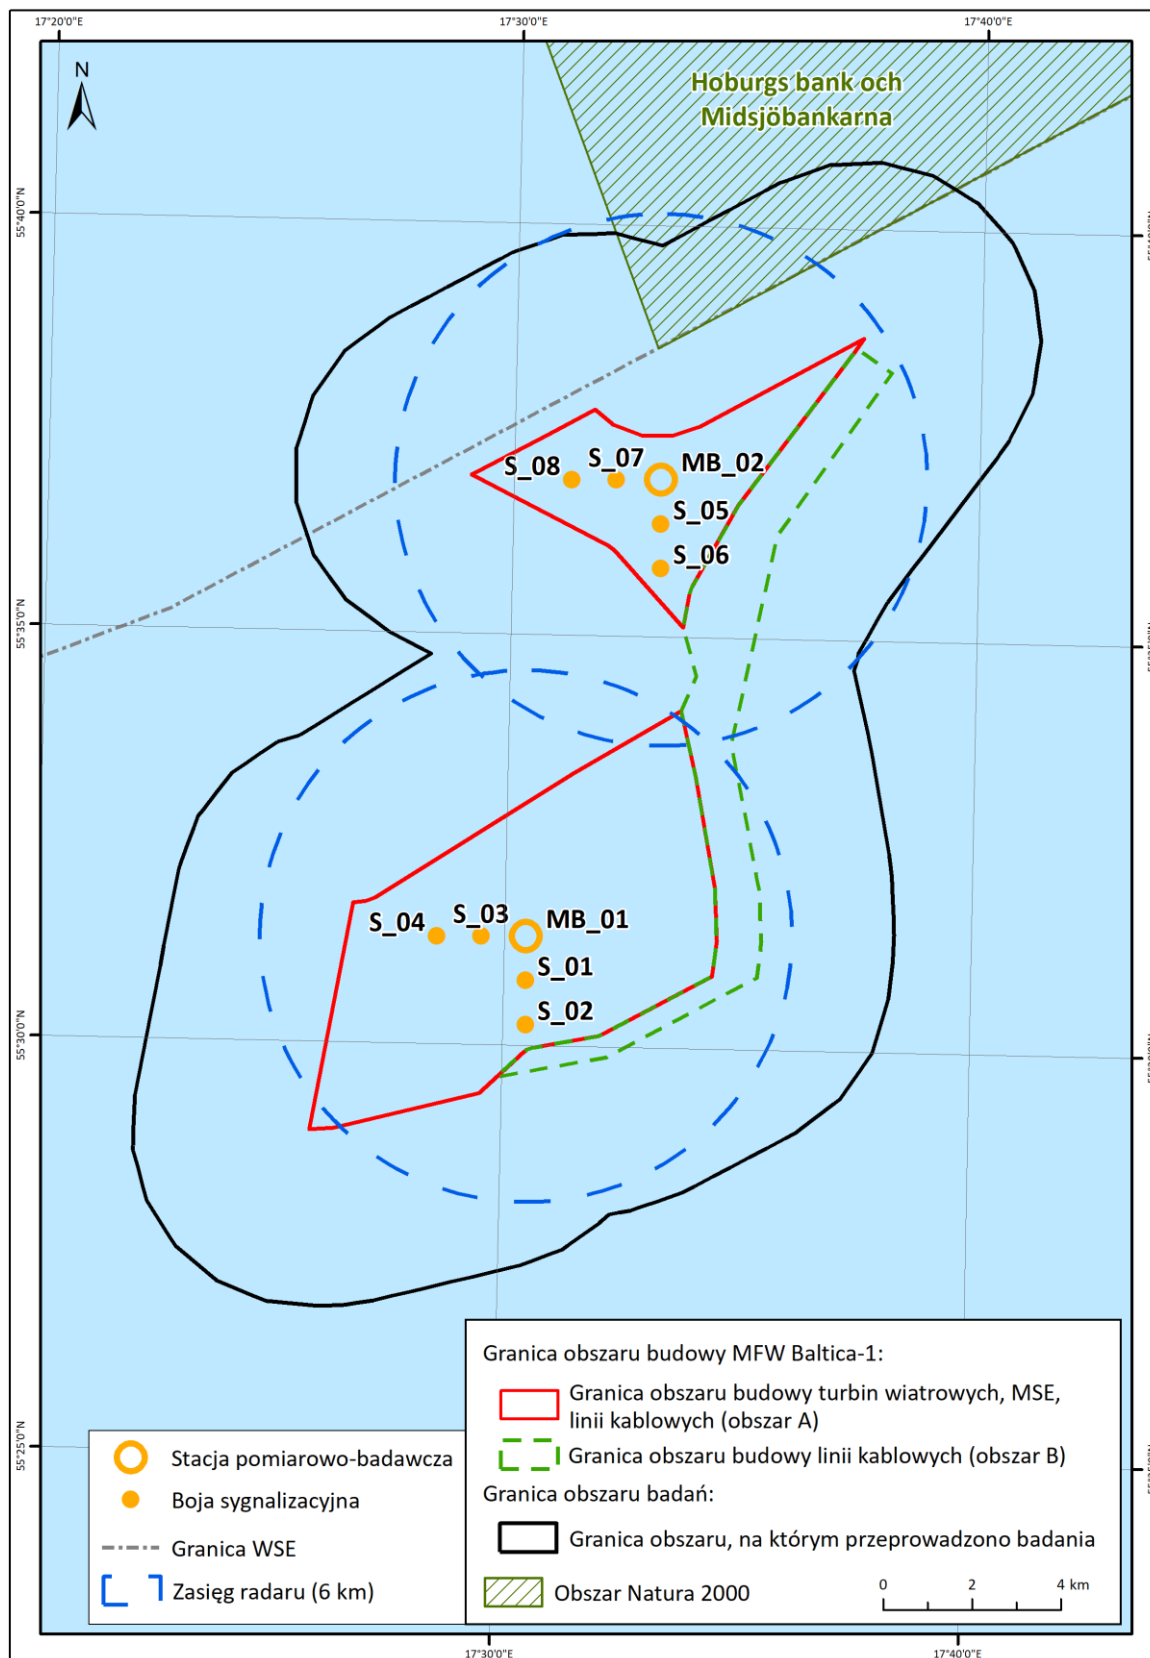 17°20'0"E 17°30'0"E 17°40'0"E
N
Hoburgs bank och
Midsjöbankarna
55°40'0"N
S_08 S_07 MB_02
S_05
S_06
55°35'0"N
S_04 S_03 MB_01
S_01
S_02
55°30'0"N
55°25'0"N
Stacja pomiarowo-badawcza
Boja sygnalizacyjna
Granica WSE
Zasięg radaru (6 km)
Granica obszaru budowy MFW Baltica-1:
Granica obszaru budowy turbin wiatrowych, MSE,
linii kablowych (obszar A)
Granica obszaru budowy linii kablowych (obszar B)
Granica obszaru badań:
Granica obszaru, na którym przeprowadzono badania
Obszar Natura 2000
0 2 4 km
17°30'0"E 17°40'0"E